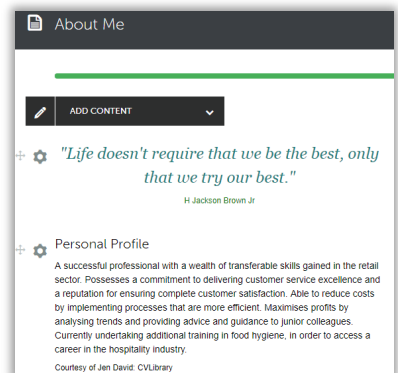 About Me
ADD CONTENT
"Life doesn't require that we be the best, only
that we try our best."
H Jackson Brown Jr
Personal Profile
A successful professional with a wealth of transferable skills gained in the retail
sector. Possesses a commitment to delivering customer service excellence and
a reputation for ensuring complete customer satisfaction. Able to reduce costs
by implementing processes that are more efficient. Maximises profits by
analysing trends and providing advice and guidance to junior colleagues.
Currently undertaking additional training in food hygiene, in order to access a
career in the hospitality industry.
Courtesy of Jen David: CVLibrary